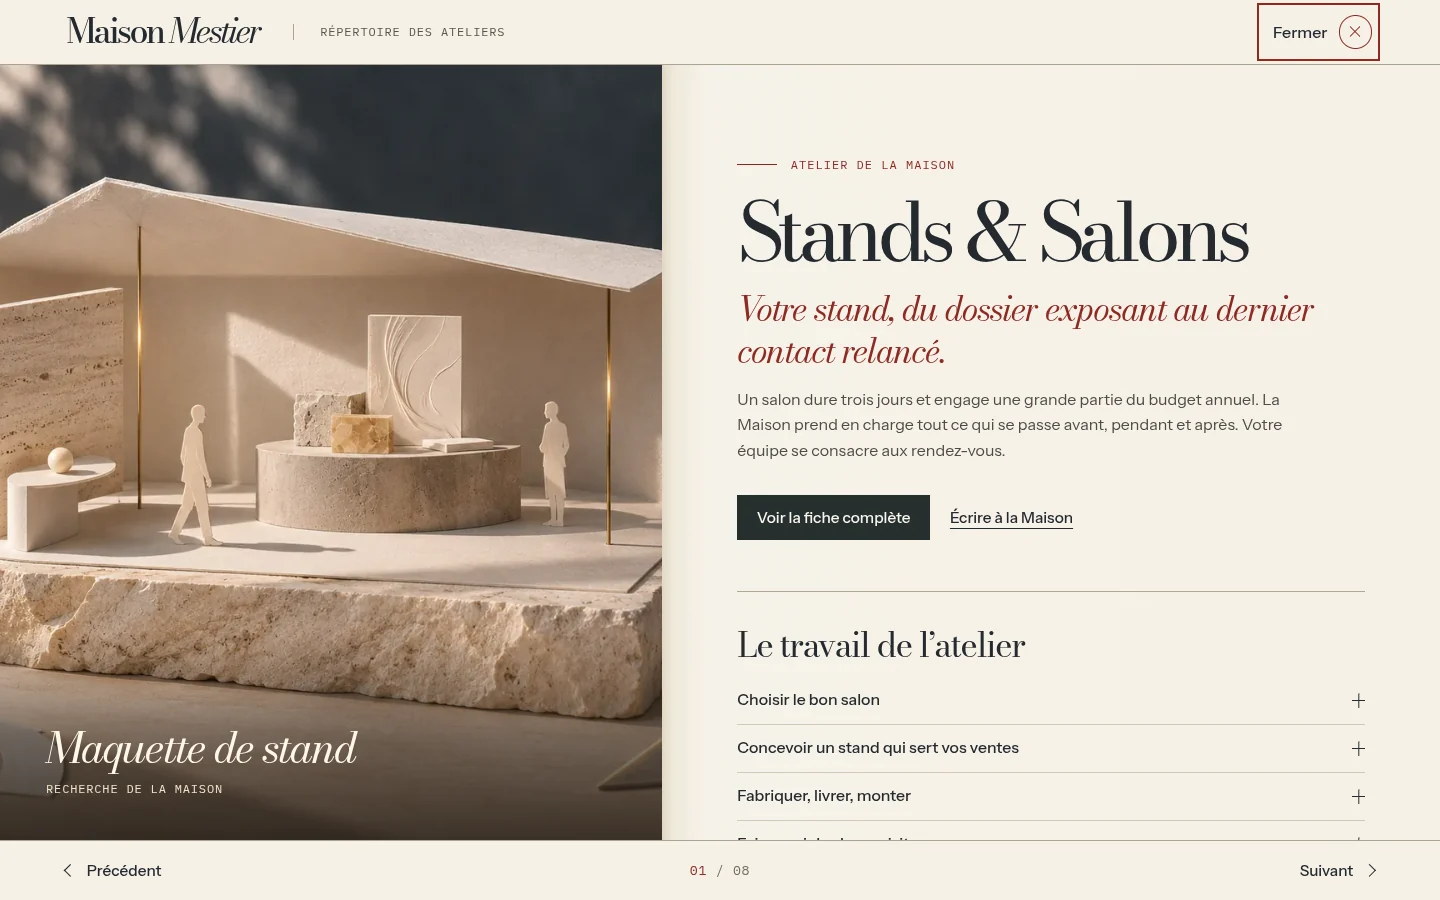 Maison Mestier
RÉPERTOIRE DES ATELIERS
Fermer
ATELIER DE LA MAISON
Stands & Salons
Votre stand, du dossier exposant au dernier
contact relancé.
Un salon dure trois jours et engage une grande partie du budget annuel. La
Maison prend en charge tout ce qui se passe avant, pendant et après. Votre
équipe se consacre aux rendez-vous.
Voir la fiche complète
Écrire à la Maison
Le travail de l’atelier
Choisir le bon salon
Concevoir un stand qui sert vos ventes
Fabriquer, livrer, monter
Maquette de stand
RECHERCHE DE LA MAISON
Précédent
01 / 08
Suivant